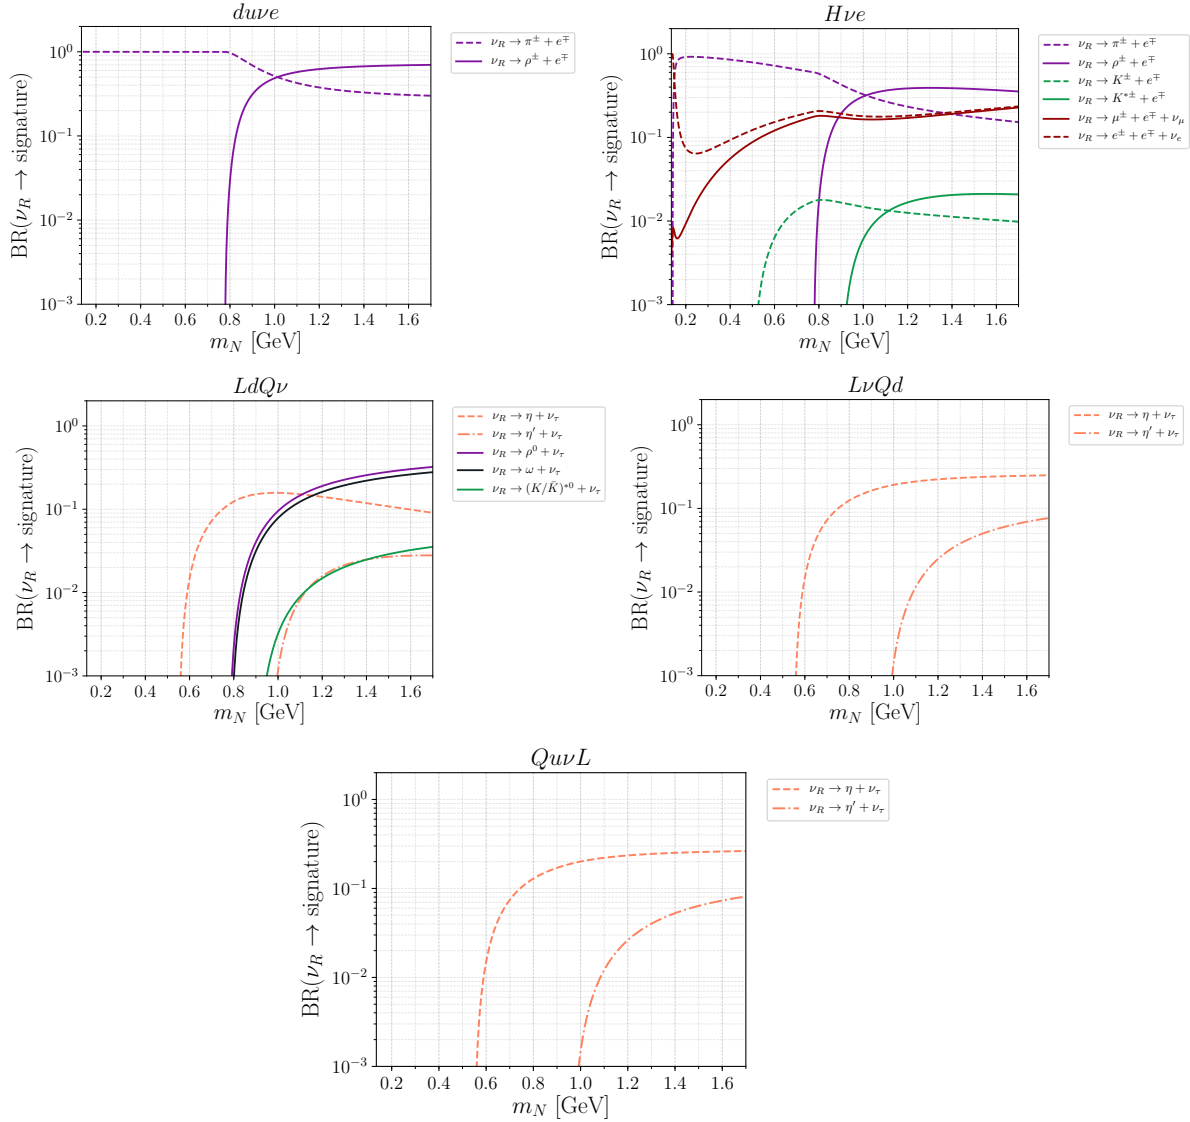 duνe
BR(ν_R → signature)
10^0
10^−1
10^−2
10^−3
0.2 0.4 0.6 0.8 1.0 1.2 1.4 1.6
m_N [GeV]
ν_R → π^± + e^∓
ν_R → ρ^± + e^∓
Hνe
BR(ν_R → signature)
10^0
10^−1
10^−2
10^−3
0.2 0.4 0.6 0.8 1.0 1.2 1.4 1.6
m_N [GeV]
ν_R → π^± + e^∓
ν_R → ρ^± + e^∓
ν_R → K^± + e^∓
ν_R → K^{*±} + e^∓
ν_R → μ^± + e^∓ + ν_μ
ν_R → e^± + e^∓ + ν_e
LdQν
BR(ν_R → signature)
10^0
10^−1
10^−2
10^−3
0.2 0.4 0.6 0.8 1.0 1.2 1.4 1.6
m_N [GeV]
ν_R → η + ν_τ
ν_R → η′ + ν_τ
ν_R → ρ^0 + ν_τ
ν_R → ω + ν_τ
ν_R → (K/K̄)^{*0} + ν_τ
LνQd
BR(ν_R → signature)
10^0
10^−1
10^−2
10^−3
0.2 0.4 0.6 0.8 1.0 1.2 1.4 1.6
m_N [GeV]
ν_R → η + ν_τ
ν_R → η′ + ν_τ
QuνL
BR(ν_R → signature)
10^0
10^−1
10^−2
10^−3
0.2 0.4 0.6 0.8 1.0 1.2 1.4 1.6
m_N [GeV]
ν_R → η + ν_τ
ν_R → η′ + ν_τ